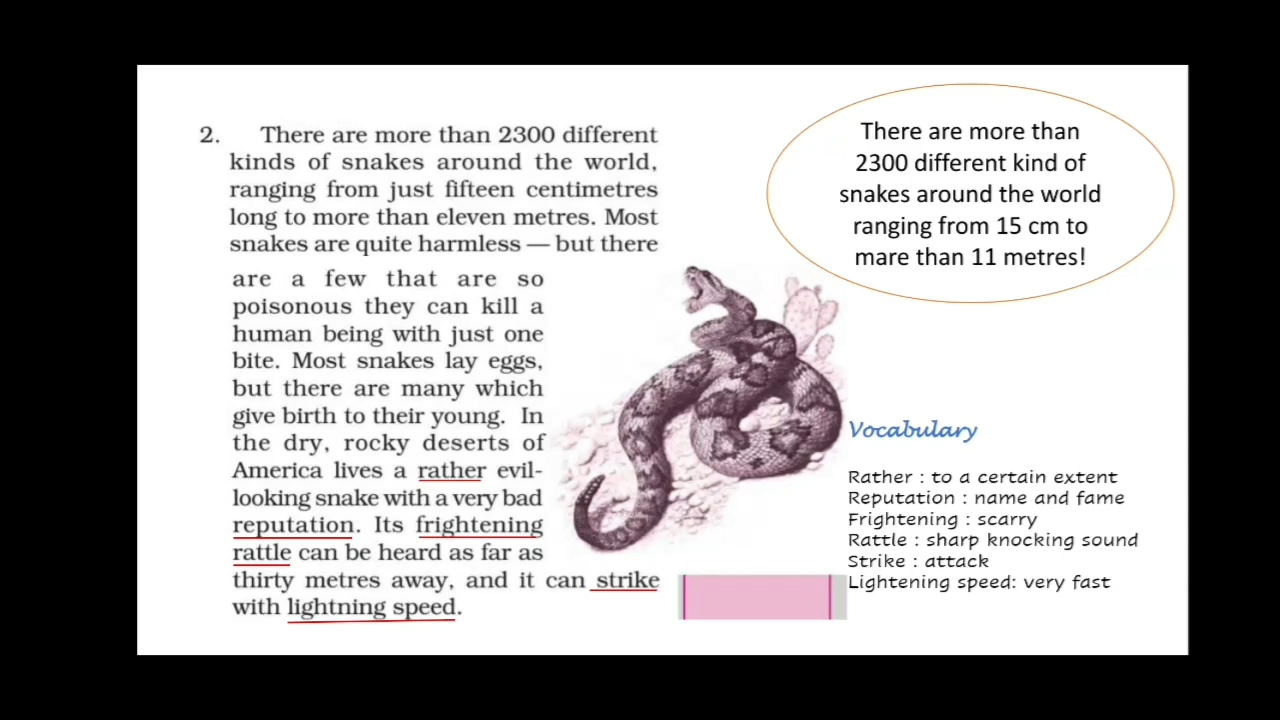 2. There are more than 2300 different
kinds of snakes around the world,
ranging from just fifteen centimetres
long to more than eleven metres. Most
snakes are quite harmless — but there
are a few that are so
poisonous they can kill a
human being with just one
bite. Most snakes lay eggs,
but there are many which
give birth to their young. In
the dry, rocky deserts of
America lives a rather evil-
looking snake with a very bad
reputation. Its frightening
rattle can be heard as far as
thirty metres away, and it can strike
with lightning speed.
There are more than
2300 different kind of
snakes around the world
ranging from 15 cm to
mare than 11 metres!
Vocabulary
Rather : to a certain extent
Reputation : name and fame
Frightening : scarry
Rattle : sharp knocking sound
Strike : attack
Lightening speed: very fast